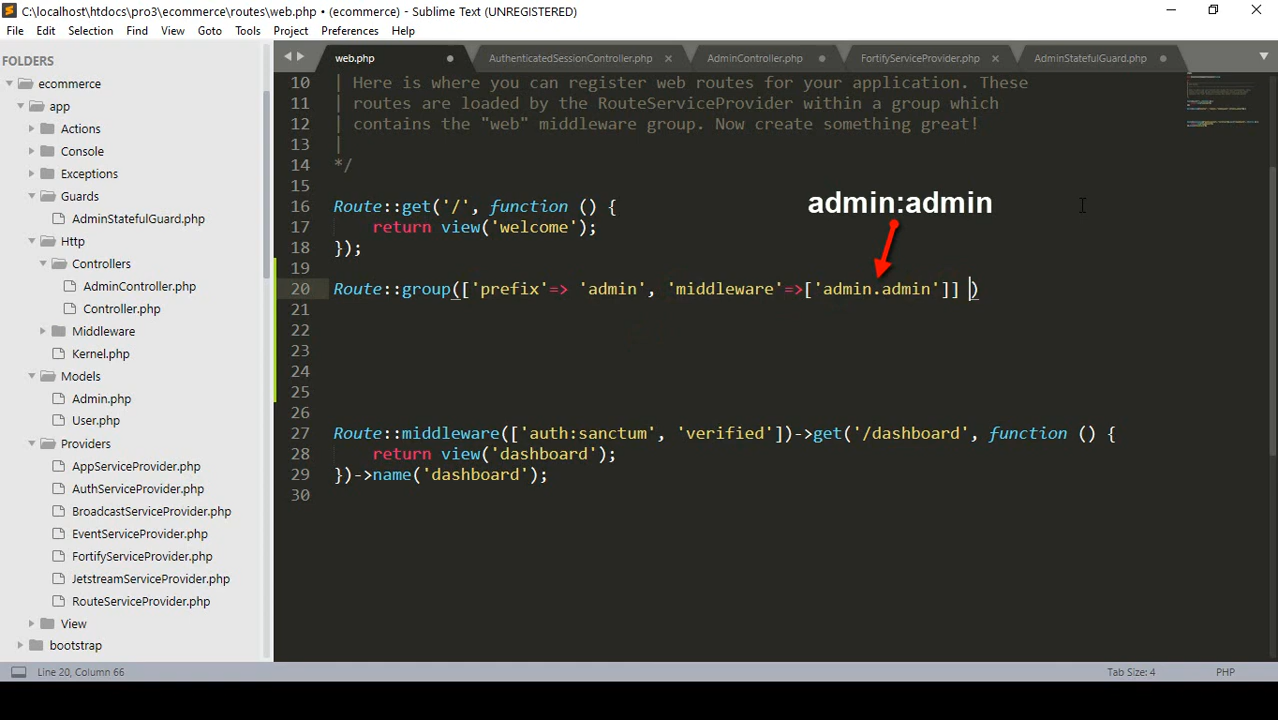 C:\localhost\htdocs\pro3\ecommerce\routes\web.php • (ecommerce) - Sublime Text (UNREGISTERED)
File Edit Selection Find View Goto Tools Project Preferences Help
FOLDERS
ecommerce
app
Actions
Console
Exceptions
Guards
AdminStatefulGuard.php
Http
Controllers
AdminController.php
Controller.php
Middleware
Kernel.php
Models
Admin.php
User.php
Providers
AppServiceProvider.php
AuthServiceProvider.php
BroadcastServiceProvider.php
EventServiceProvider.php
FortifyServiceProvider.php
JetstreamServiceProvider.php
RouteServiceProvider.php
View
bootstrap
web.php AuthenticatedSessionController.php AdminController.php FortifyServiceProvider.php AdminStatefulGuard.php
10 | Here is where you can register web routes for your application. These
11 | routes are loaded by the RouteServiceProvider within a group which
12 | contains the "web" middleware group. Now create something great!
13 |
14 */
15
16 Route::get('/', function () {
17 return view('welcome');
18 });
19
admin:admin
20 Route::group(['prefix'=> 'admin', 'middleware'=>['admin.admin']] )
21
22
23
24
25
26
27 Route::middleware(['auth:sanctum', 'verified'])->get('/dashboard', function () {
28 return view('dashboard');
29 })->name('dashboard');
30
Line 20, Column 66 Tab Size: 4 PHP